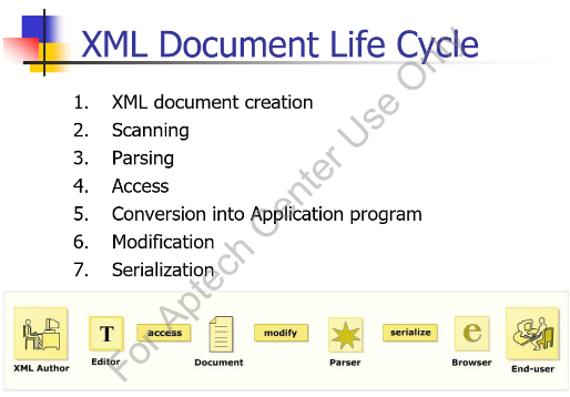 XML Document Life Cycle
1. XML document creation
2. Scanning
3. Parsing
4. Access
5. Conversion into Application program
6. Modification
7. Serialization
For Aptech Center Use Only
T access modify serialize e
XML Author Editor Document Parser Browser End-user